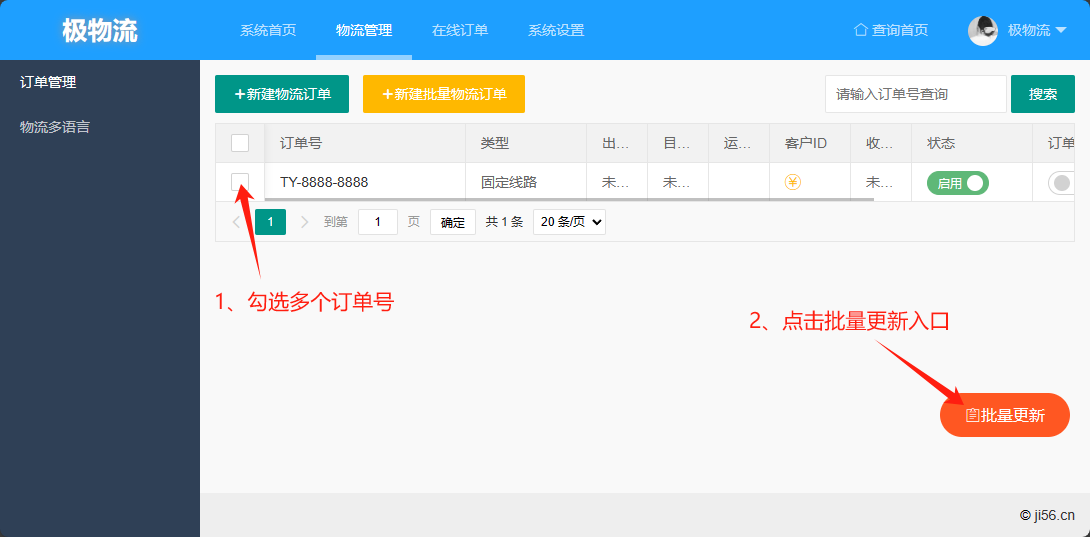 极物流 系统首页 物流管理 在线订单 系统设置 查询首页 极物流
订单管理
物流多语言
+新建物流订单 +新建批量物流订单 请输入订单号查询 搜索
订单号 类型 出... 目... 运... 客户ID 收... 状态 订单
TY-8888-8888 固定线路 未... 未... ¥ 未... 启用
1 到第 1 页 确定 共 1 条 20 条/页
1、勾选多个订单号
2、点击批量更新入口
批量更新
© ji56.cn